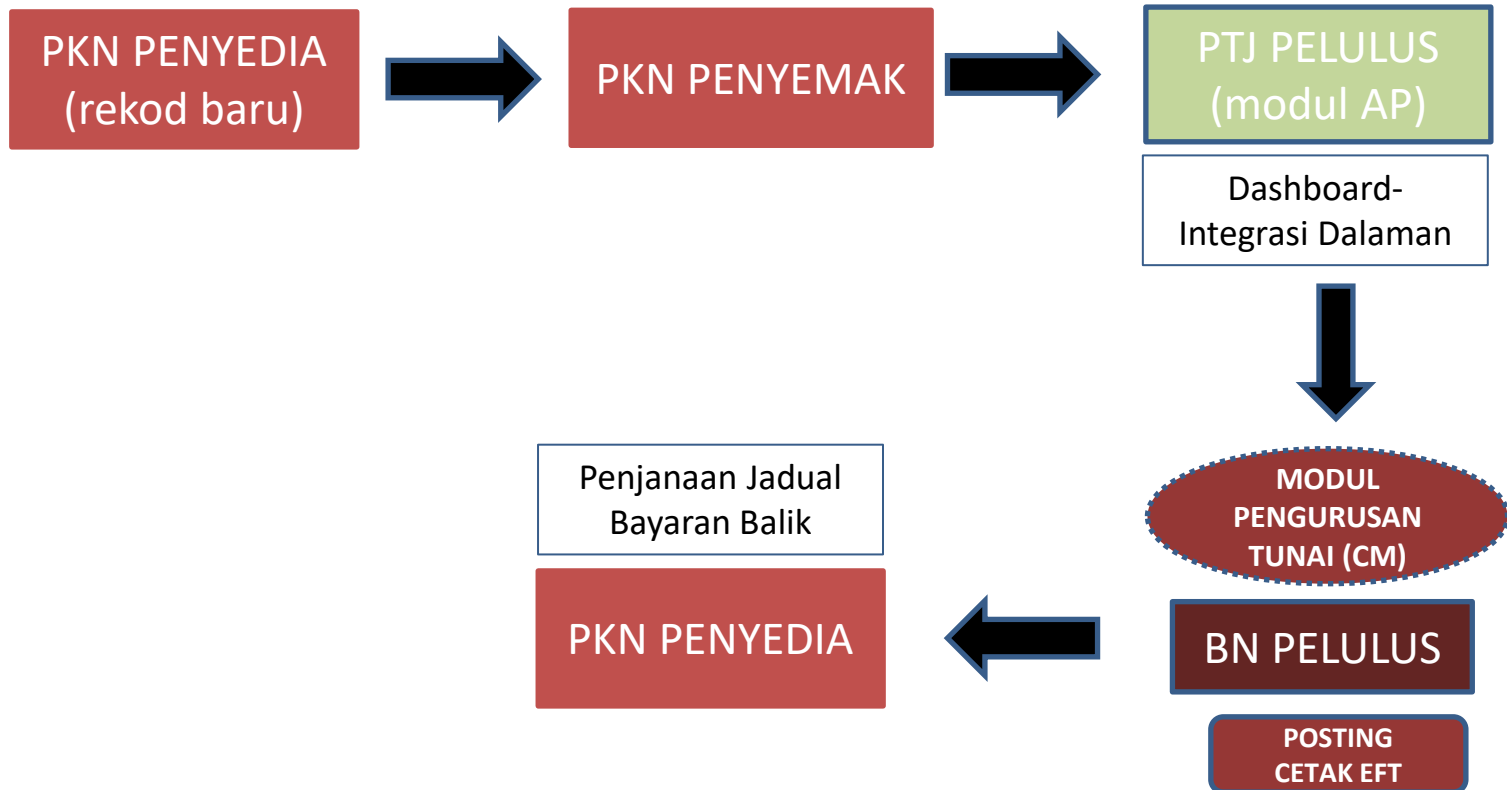 PKN PENYEDIA
(rekod baru)
PKN PENYEMAK
PTJ PELULUS
(modul AP)
Dashboard-
Integrasi Dalaman
MODUL
PENGURUSAN
TUNAI (CM)
BN PELULUS
POSTING
CETAK EFT
Penjanaan Jadual
Bayaran Balik
PKN PENYEDIA